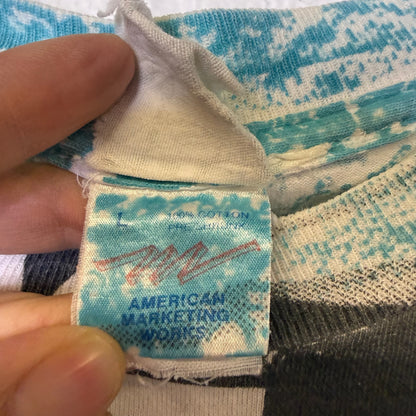 L 100% COTTON
PRE-SHRUNK
AMERICAN
MARKETING
WORKS